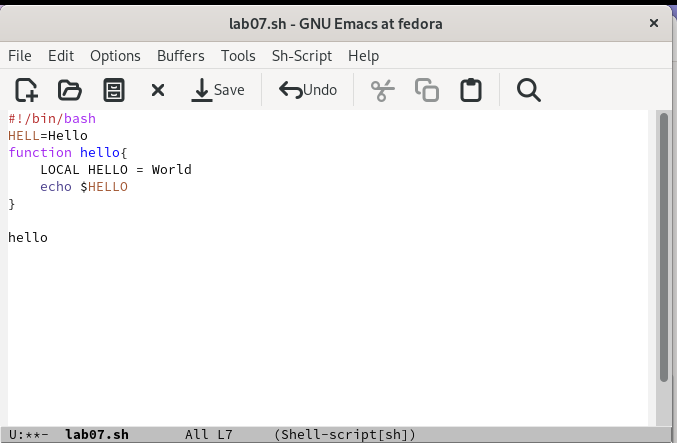 lab07.sh - GNU Emacs at fedora
File Edit Options Buffers Tools Sh-Script Help
Save Undo
#!/bin/bash
HELL=Hello
function hello{
    LOCAL HELLO = World
    echo $HELLO
}
hello
U:**- lab07.sh All L7 (Shell-script[sh])